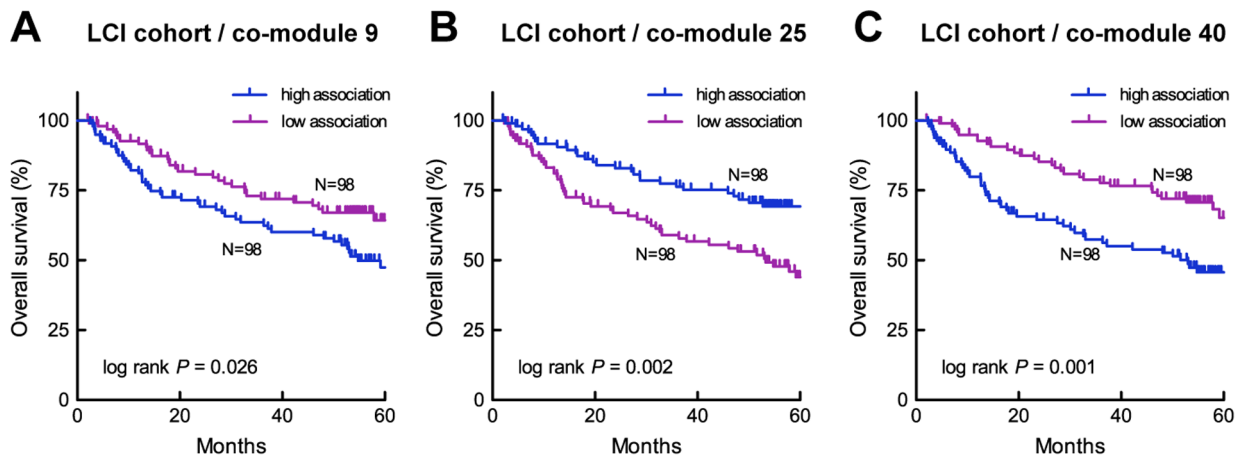 A LCI cohort / co-module 9
high association
low association
Overall survival (%)
100
75
50
25
0
N=98
N=98
log rank P = 0.026
0 20 40 60
Months
B LCI cohort / co-module 25
high association
low association
Overall survival (%)
100
75
50
25
0
N=98
N=98
log rank P = 0.002
0 20 40 60
Months
C LCI cohort / co-module 40
high association
low association
Overall survival (%)
100
75
50
25
0
N=98
N=98
log rank P = 0.001
0 20 40 60
Months